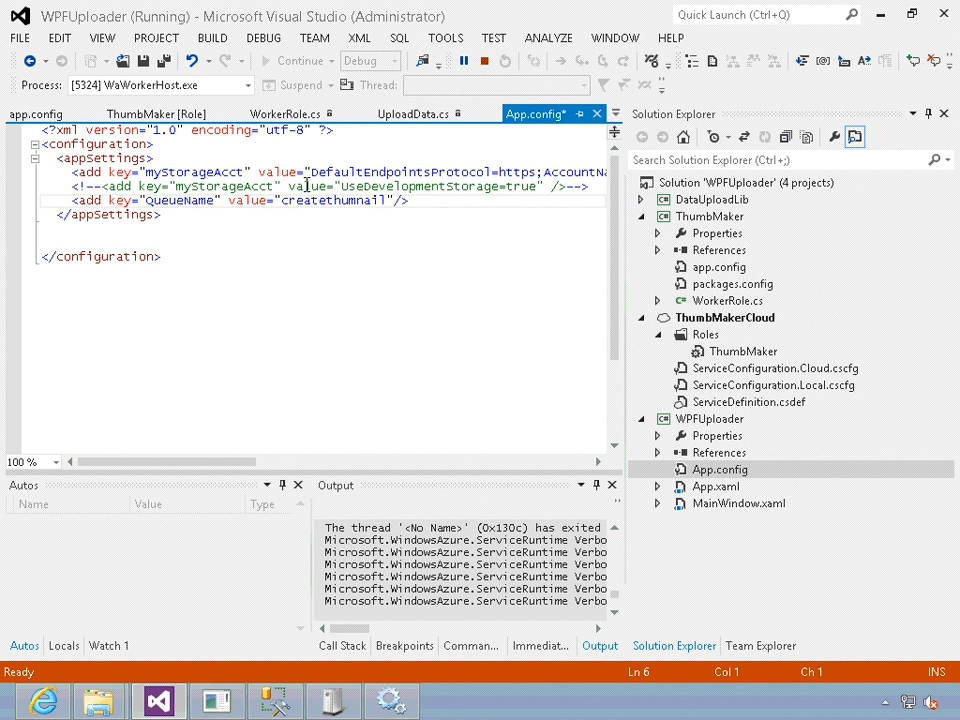 WPFUploader (Running) - Microsoft Visual Studio (Administrator)
Quick Launch (Ctrl+Q)
FILE EDIT VIEW PROJECT BUILD DEBUG TEAM XML SQL TOOLS TEST ANALYZE WINDOW HELP
Continue Debug
Process: [5324] WaWorkerHost.exe Suspend Thread:
app.config ThumbMaker [Role] WorkerRole.cs UploadData.cs App.config*
<?xml version="1.0" encoding="utf-8" ?>
<configuration>
<appSettings>
<add key="myStorageAcct" value="DefaultEndpointsProtocol=https;AccountNa
<!--<add key="myStorageAcct" value="UseDevelopmentStorage=true" />-->
<add key="QueueName" value="createthumnail"/>
</appSettings>
</configuration>
100 %
Solution Explorer
Search Solution Explorer (Ctrl+;)
Solution 'WPFUploader' (4 projects)
DataUploadLib
ThumbMaker
Properties
References
app.config
packages.config
WorkerRole.cs
ThumbMakerCloud
Roles
ThumbMaker
ServiceConfiguration.Cloud.cscfg
ServiceConfiguration.Local.cscfg
ServiceDefinition.csdef
WPFUploader
Properties
References
App.config
App.xaml
MainWindow.xaml
Autos
Name Value Type
Output
The thread '<No Name>' (0x130c) has exited
Microsoft.WindowsAzure.ServiceRuntime Verbo
Microsoft.WindowsAzure.ServiceRuntime Verbo
Microsoft.WindowsAzure.ServiceRuntime Verbo
Microsoft.WindowsAzure.ServiceRuntime Verbo
Microsoft.WindowsAzure.ServiceRuntime Verbo
Microsoft.WindowsAzure.ServiceRuntime Verbo
Autos Locals Watch 1
Call Stack Breakpoints Comman... Immediat... Output
Solution Explorer Team Explorer
Ready Ln 6 Col 1 Ch 1 INS